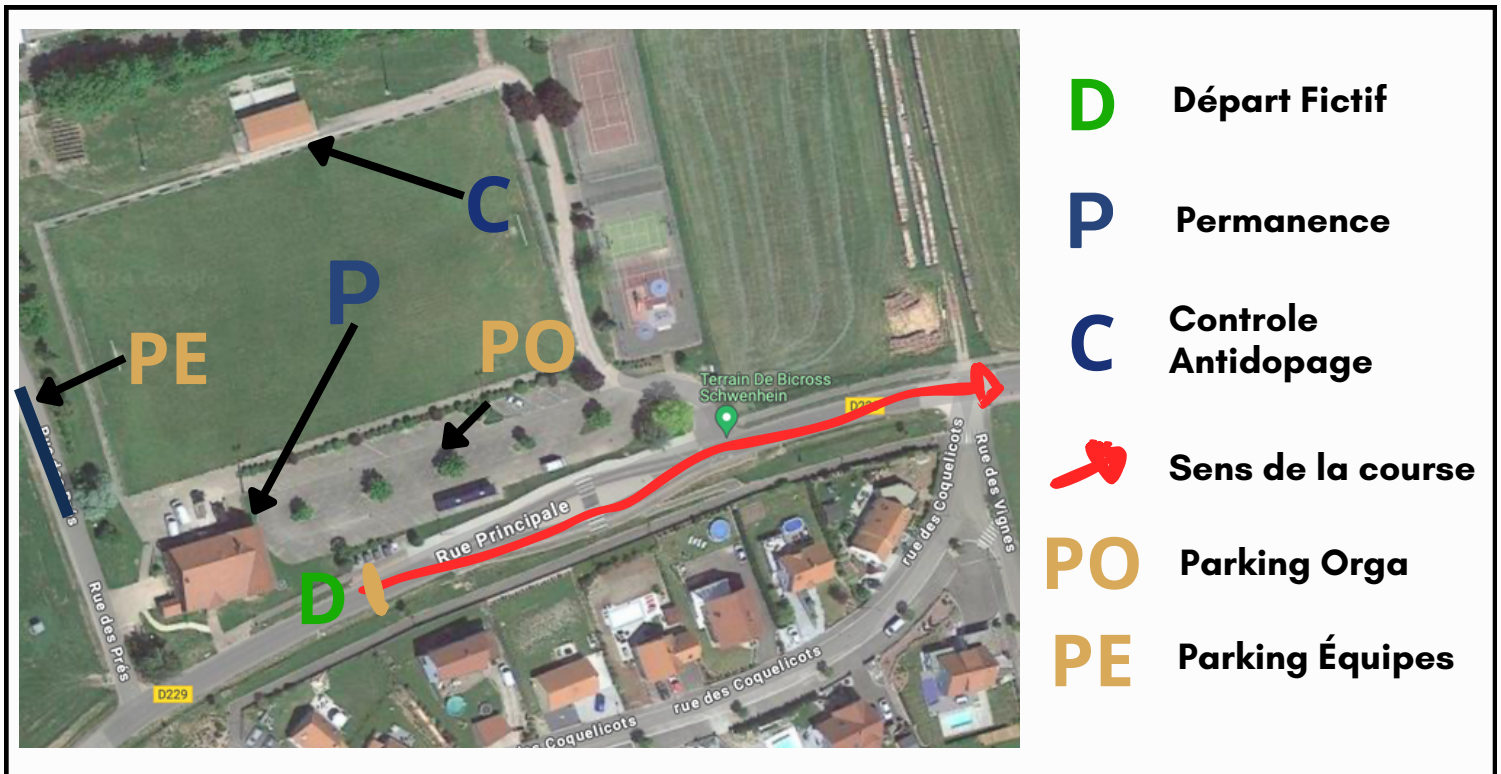 C
P
PE
PO
Terrain De Bicross
Schwenhein
Rue Principale
rue des Coquelicots
Rue des Vignes
D
Rue des Prés
D229
rue des Coquelicots
des Coquelicots
D
Départ Fictif
P
Permanence
C
Controle
Antidopage
Sens de la course
PO
Parking Orga
PE
Parking Équipes